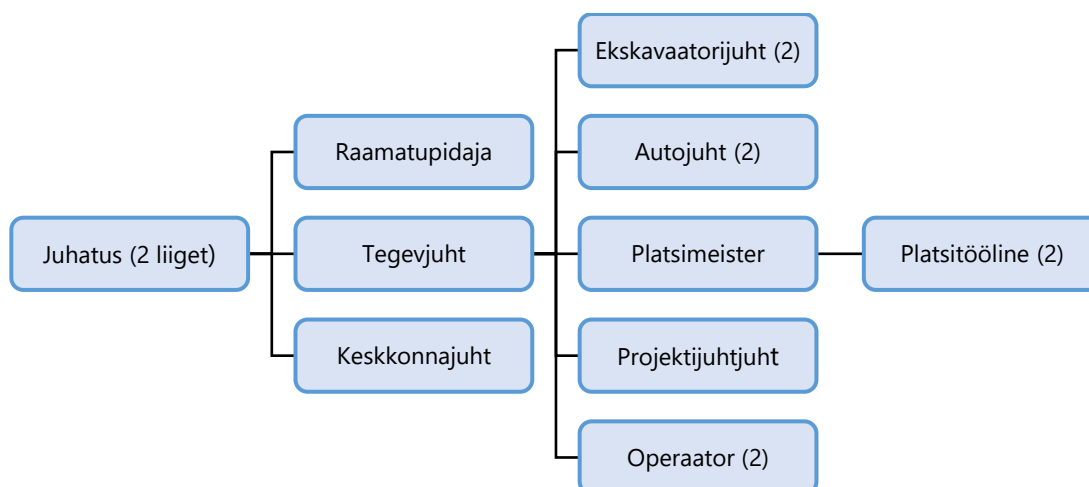 Juhatus (2 liiget)
Raamatupidaja
Tegevjuht
Keskkonnajuht
Ekskavaatorijuht (2)
Autojuht (2)
Platsimeister
Projektijuhtjuht
Operaator (2)
Platsitööline (2)